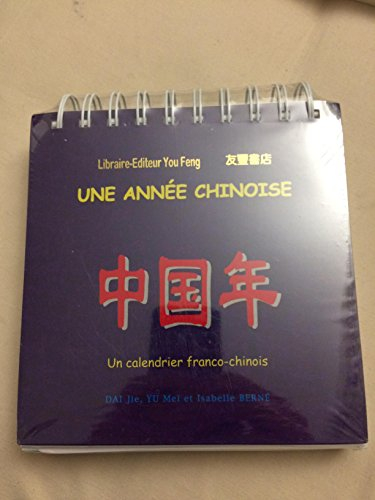 Libraire-Editeur You Feng 友豐書店
UNE ANNÉE CHINOISE
中国年
Un calendrier franco-chinois
DAI Jie, YU Mei et Isabelle BERNE